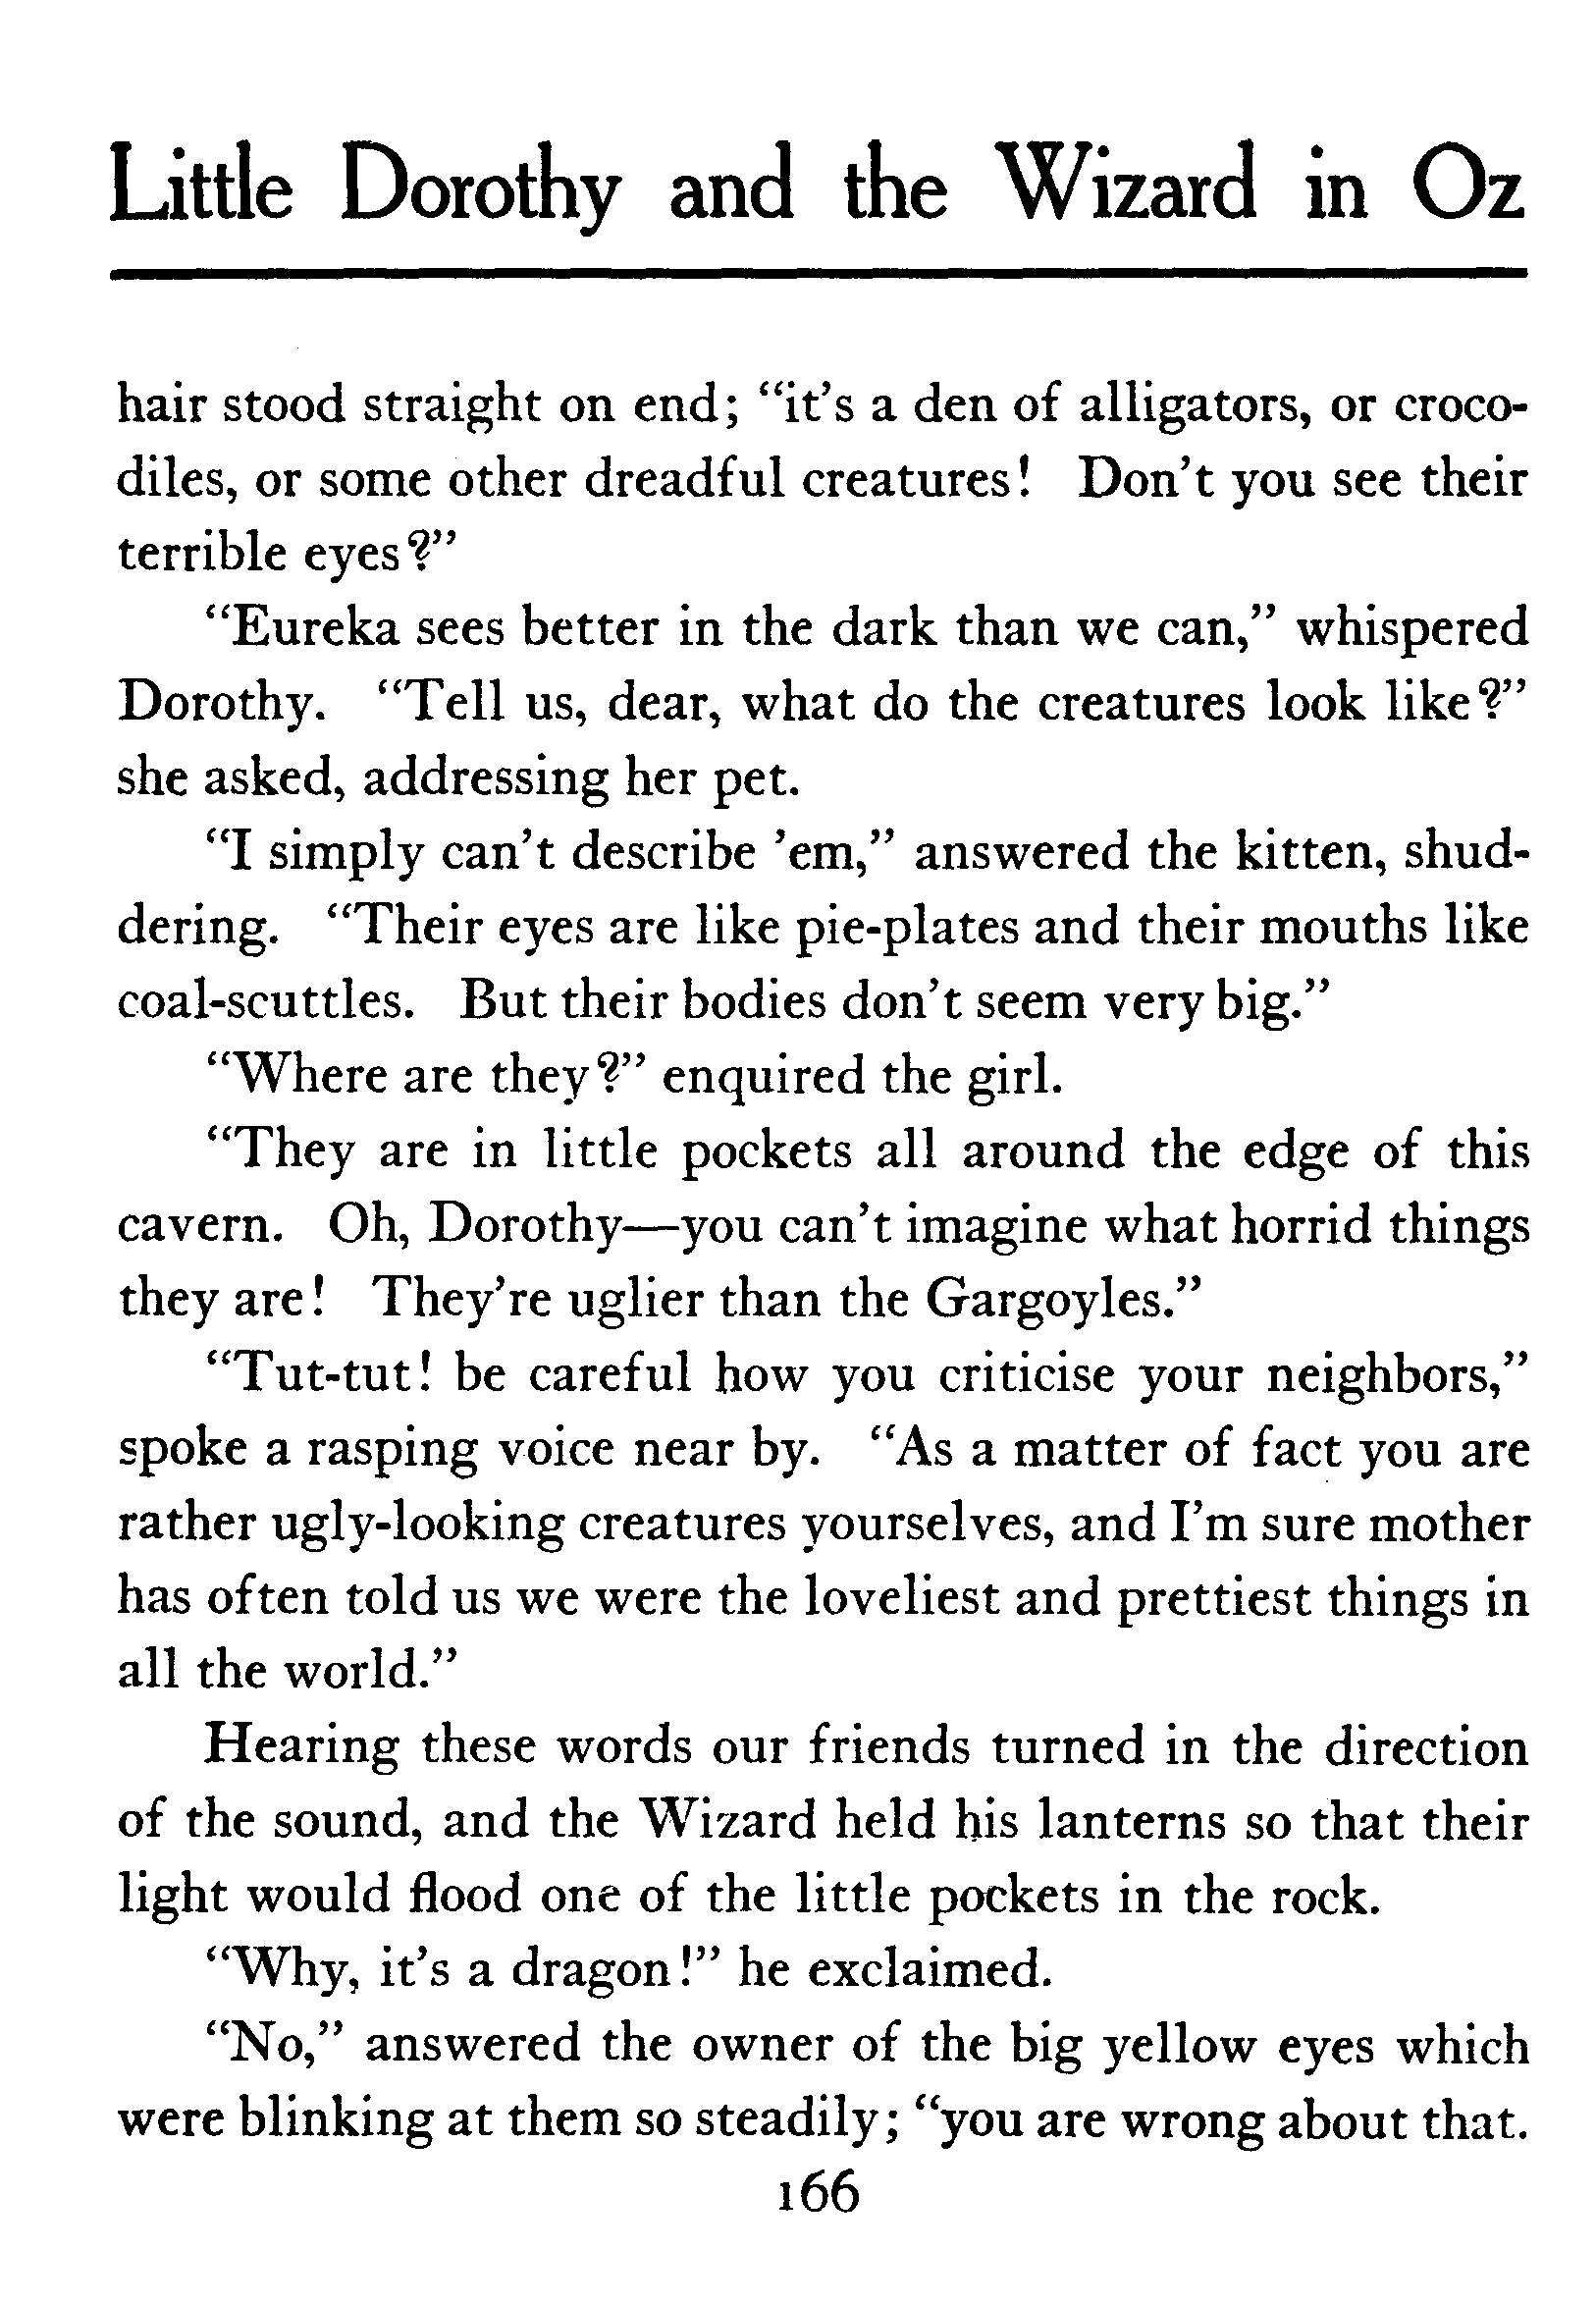 Little Dorothy and the Wizard in Oz
hair stood straight on end; “it’s a den of alligators, or croco-
diles, or some other dreadful creatures! Don’t you see their
terrible eyes?”
“Eureka sees better in the dark than we can,” whispered
Dorothy. “Tell us, dear, what do the creatures look like?”
she asked, addressing her pet.
“I simply can’t describe ’em,” answered the kitten, shud-
dering. “Their eyes are like pie-plates and their mouths like
coal-scuttles. But their bodies don’t seem very big.”
“Where are they?” enquired the girl.
“They are in little pockets all around the edge of this
cavern. Oh, Dorothy—you can’t imagine what horrid things
they are! They’re uglier than the Gargoyles.”
“Tut-tut! be careful how you criticise your neighbors,”
spoke a rasping voice near by. “As a matter of fact you are
rather ugly-looking creatures yourselves, and I’m sure mother
has often told us we were the loveliest and prettiest things in
all the world.”
Hearing these words our friends turned in the direction
of the sound, and the Wizard held his lanterns so that their
light would flood one of the little pockets in the rock.
“Why, it’s a dragon!” he exclaimed.
“No,” answered the owner of the big yellow eyes which
were blinking at them so steadily; “you are wrong about that.
166